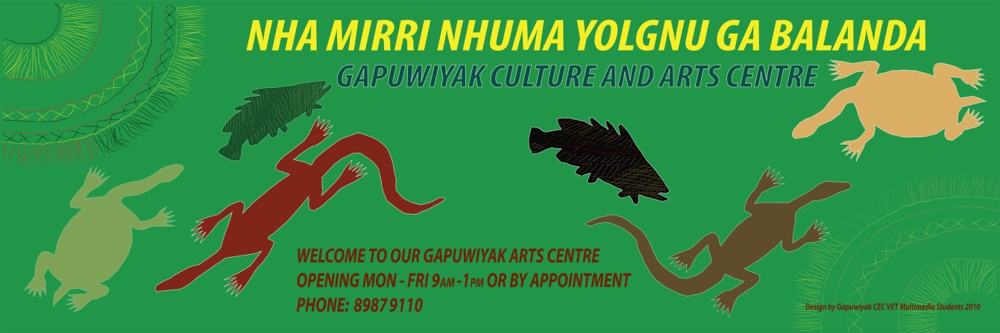 NHA MIRRI NHUMA YOLGNU GA BALANDA
GAPUWIYAK CULTURE AND ARTS CENTRE
WELCOME TO OUR GAPUWIYAK ARTS CENTRE
OPENING MON - FRI 9AM -1PM OR BY APPOINTMENT
PHONE: 89879110
Design by Gapuwiyak CEC VET Multimedia Students 2010